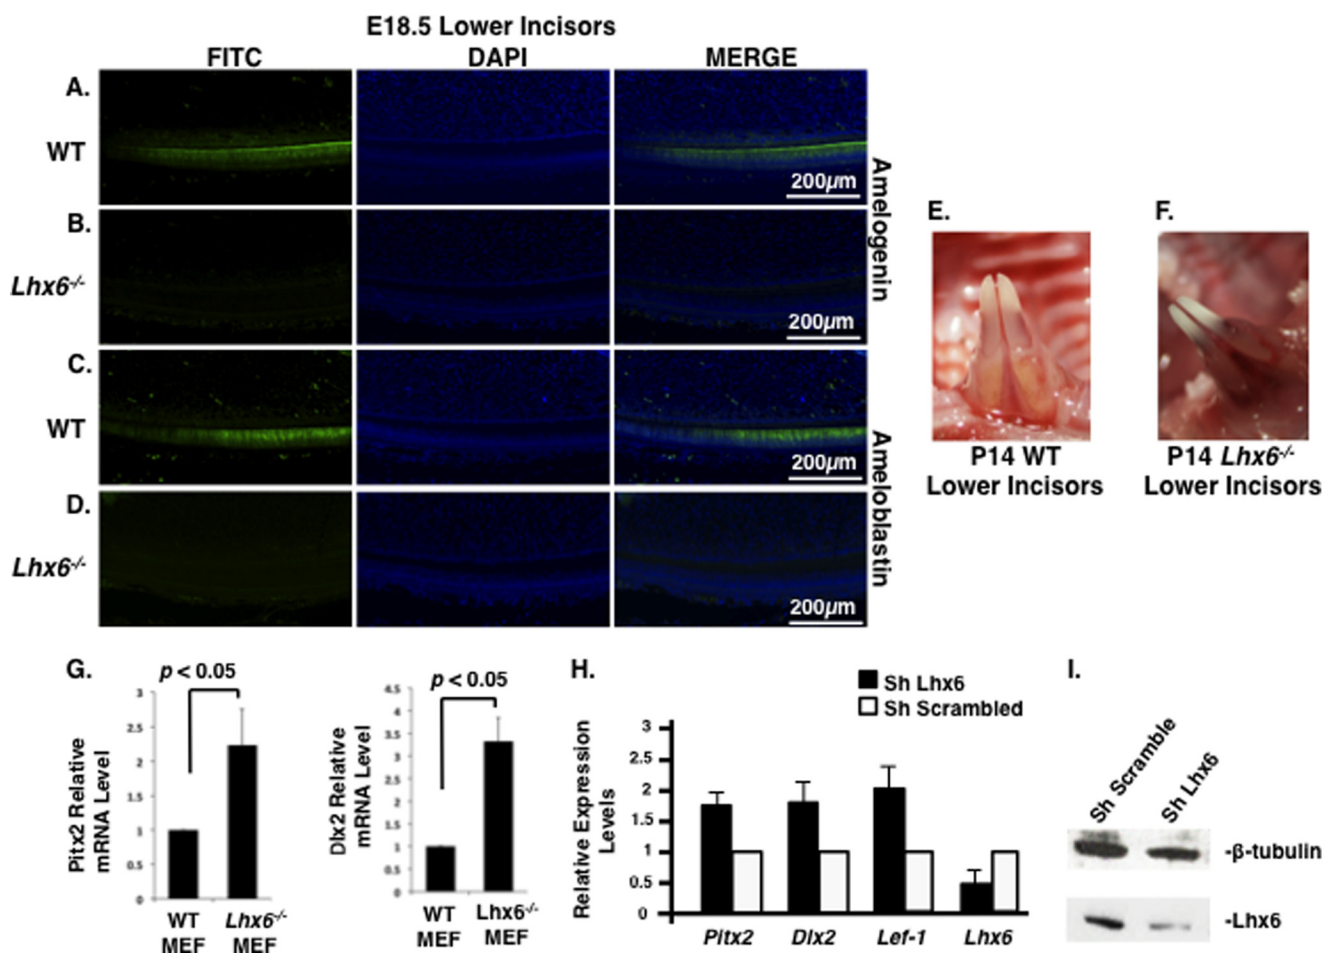 E18.5 Lower Incisors
FITC DAPI MERGE
A.
WT
200µm
B.
Lhx6-/-
200µm
Amelogenin
C.
WT
200µm
D.
Lhx6-/-
200µm
Ameloblastin
E.
P14 WT
Lower Incisors
F.
P14 Lhx6-/-
Lower Incisors
G.
p < 0.05
Pitx2 Relative
mRNA Level
3
2.5
2
1.5
1
0.5
0
WT
MEF
Lhx6-/-
MEF
p < 0.05
Dlx2 Relative
mRNA Level
4.5
4
3.5
3
2.5
2
1.5
1
0.5
0
WT
MEF
Lhx6-/-
MEF
H.
Sh Lhx6
Sh Scrambled
Relative Expression
Levels
3
2.5
2
1.5
1
0.5
0
Pitx2 Dlx2 Lef-1 Lhx6
I.
Sh Scramble
Sh Lhx6
-β-tubulin
-Lhx6